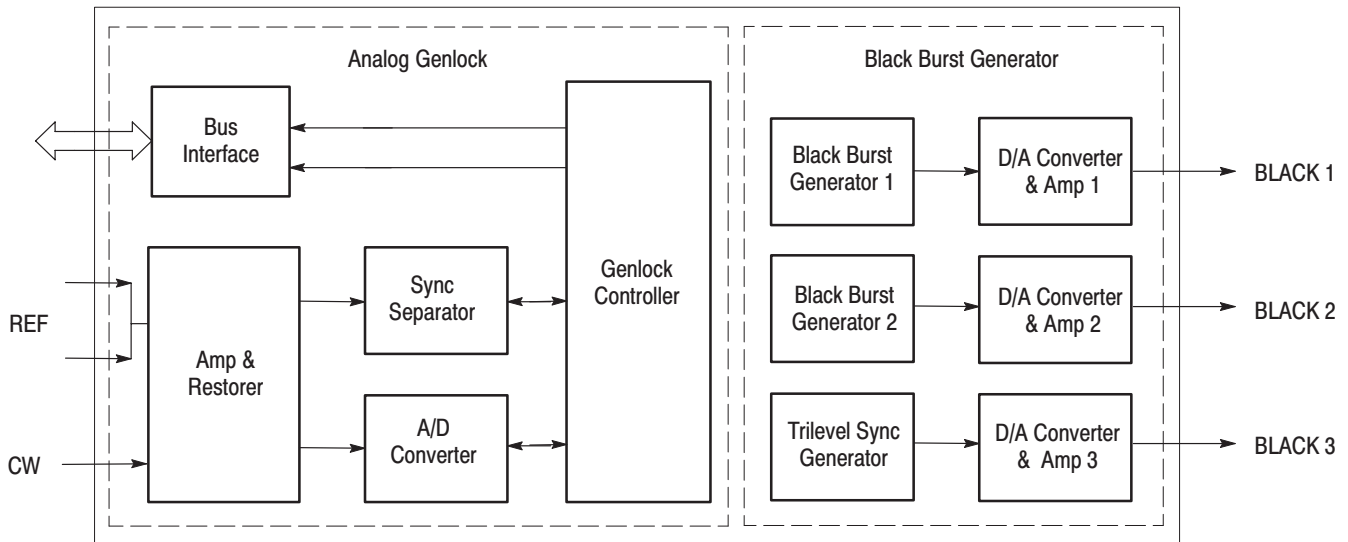 Analog Genlock
Black Burst Generator
Bus
Interface
Genlock
Controller
Black Burst
Generator 1
D/A Converter
& Amp 1
BLACK 1
REF
CW
Amp &
Restorer
Sync
Separator
A/D
Converter
Black Burst
Generator 2
D/A Converter
& Amp 2
BLACK 2
Trilevel Sync
Generator
D/A Converter
& Amp 3
BLACK 3